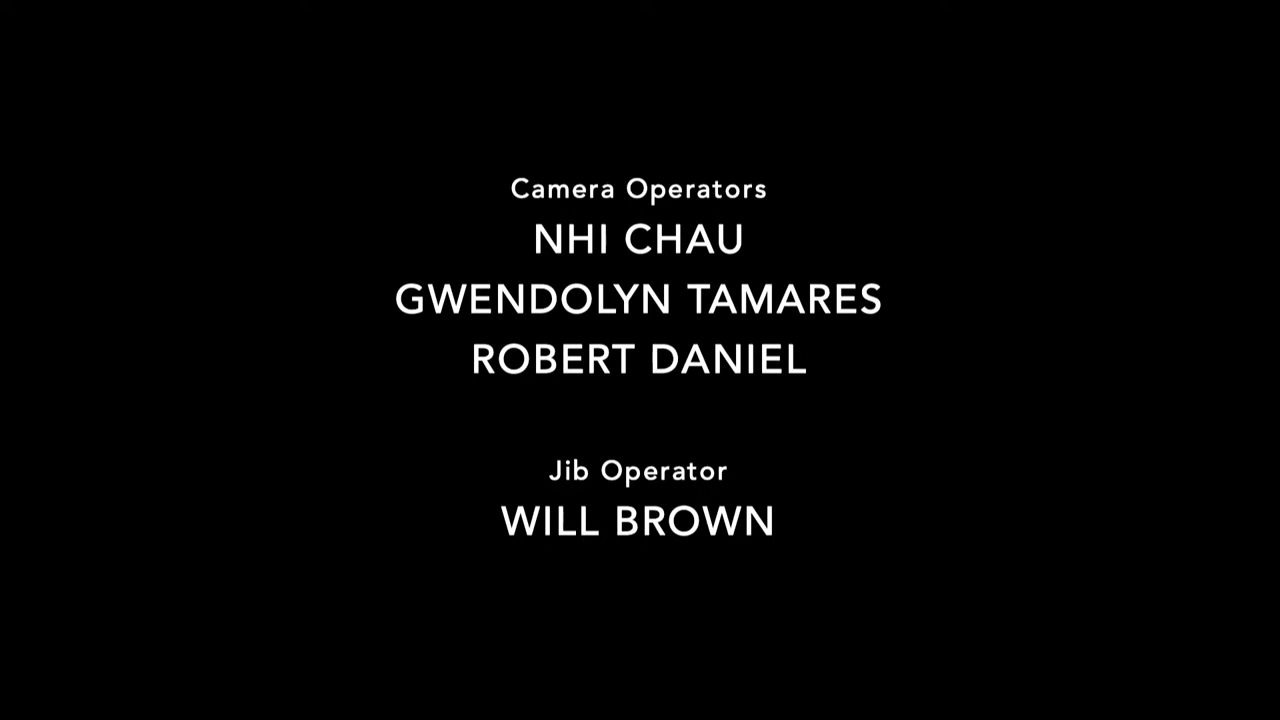 Camera Operators
NHI CHAU
GWENDOLYN TAMARES
ROBERT DANIEL
Jib Operator
WILL BROWN